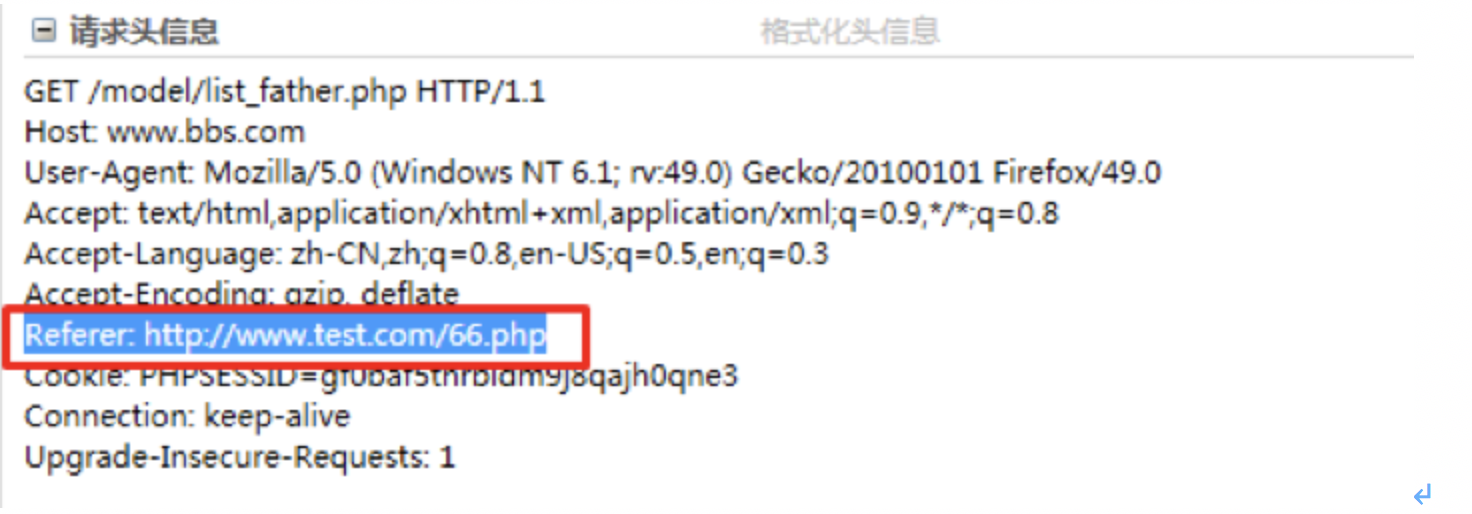 请求头信息 格式化头信息
GET /model/list_father.php HTTP/1.1
Host: www.bbs.com
User-Agent: Mozilla/5.0 (Windows NT 6.1; rv:49.0) Gecko/20100101 Firefox/49.0
Accept: text/html,application/xhtml+xml,application/xml;q=0.9,*/*;q=0.8
Accept-Language: zh-CN,zh;q=0.8,en-US;q=0.5,en;q=0.3
Accept-Encoding: gzip, deflate
Referer: http://www.test.com/66.php
Cookie:
Connection: keep-alive
Upgrade-Insecure-Requests: 1